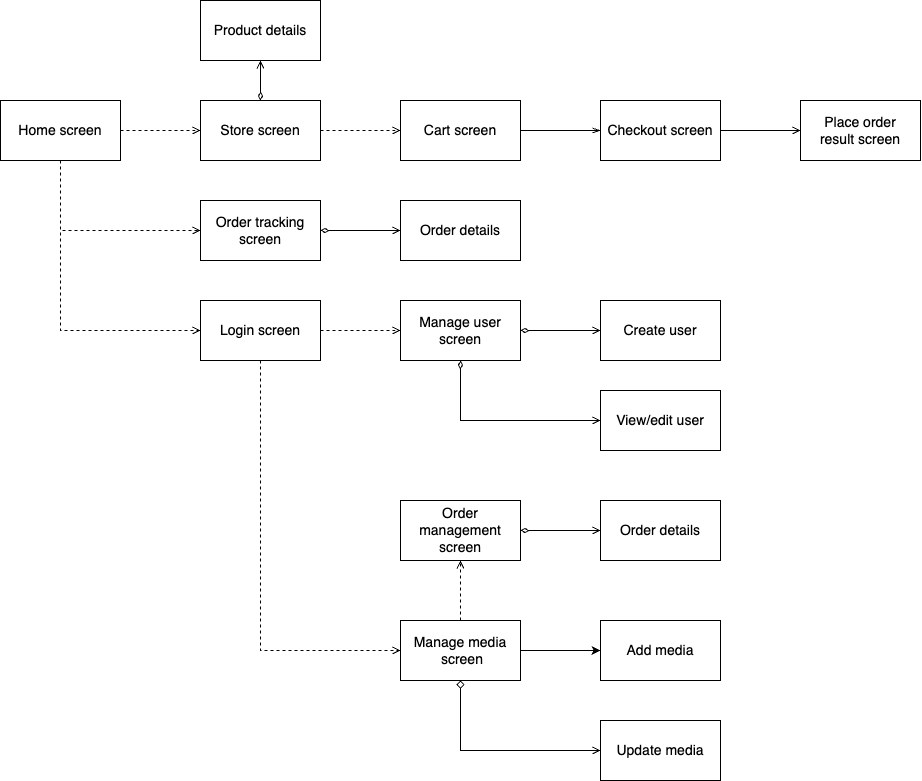 Product details
Home screen
Store screen
Cart screen
Checkout screen
Place order
result screen
Order tracking
screen
Order details
Login screen
Manage user
screen
Create user
View/edit user
Order
management
screen
Order details
Manage media
screen
Add media
Update media